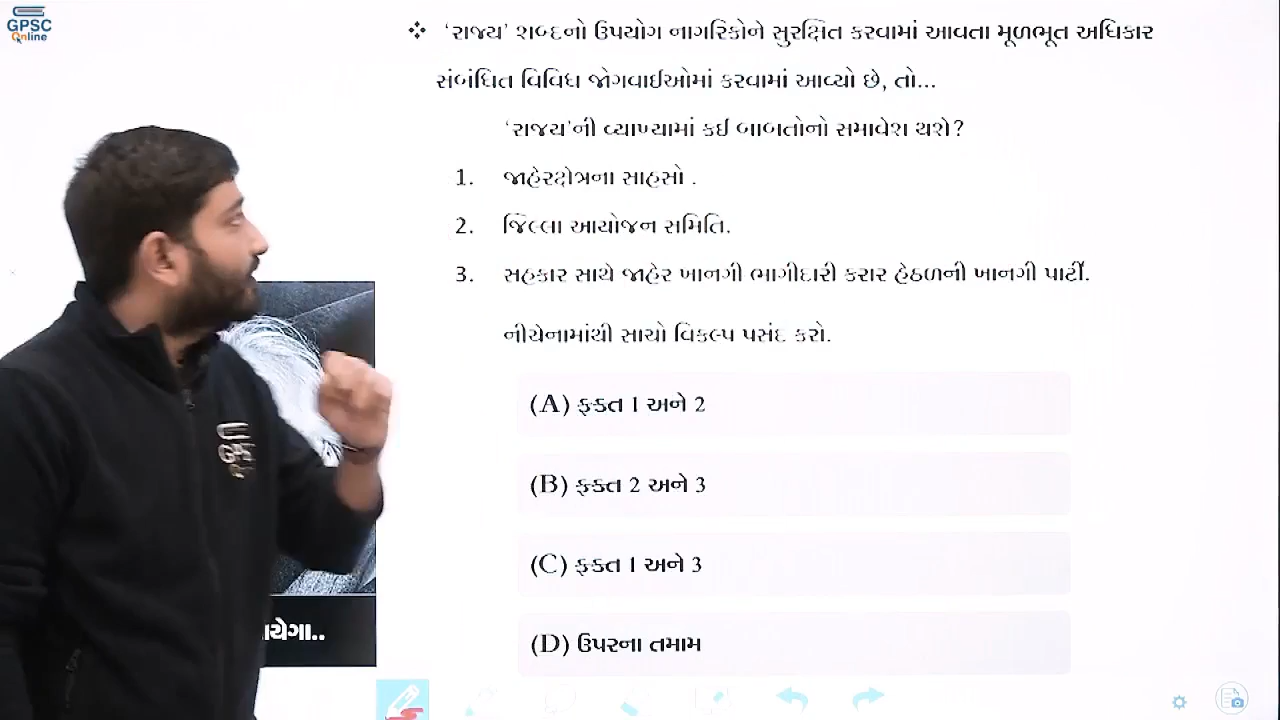 GPSC
Online
❖ ‘રાજ્ય’ શબ્દનો ઉપયોગ નાગરિકોને સુરક્ષિત કરવામાં આવતા મૂળભૂત અધિકાર
સંબંધિત વિવિધ જોગવાઈઓમાં કરવામાં આવ્યો છે, તો...
‘રાજ્ય’ની વ્યાખ્યામાં કઈ બાબતોનો સમાવેશ થશે?
1. જાહેરક્ષેત્રના સાહસો .
2. જિલ્લા આયોજન સમિતિ.
3. સહકાર સાથે જાહેર ખાનગી ભાગીદારી કરાર હેઠળની ખાનગી પાર્ટી.
નીચેનામાંથી સાચો વિકલ્પ પસંદ કરો.
(A) ફક્ત 1 અને 2
(B) ફક્ત 2 અને 3
(C) ફક્ત 1 અને 3
(D) ઉપરના તમામ